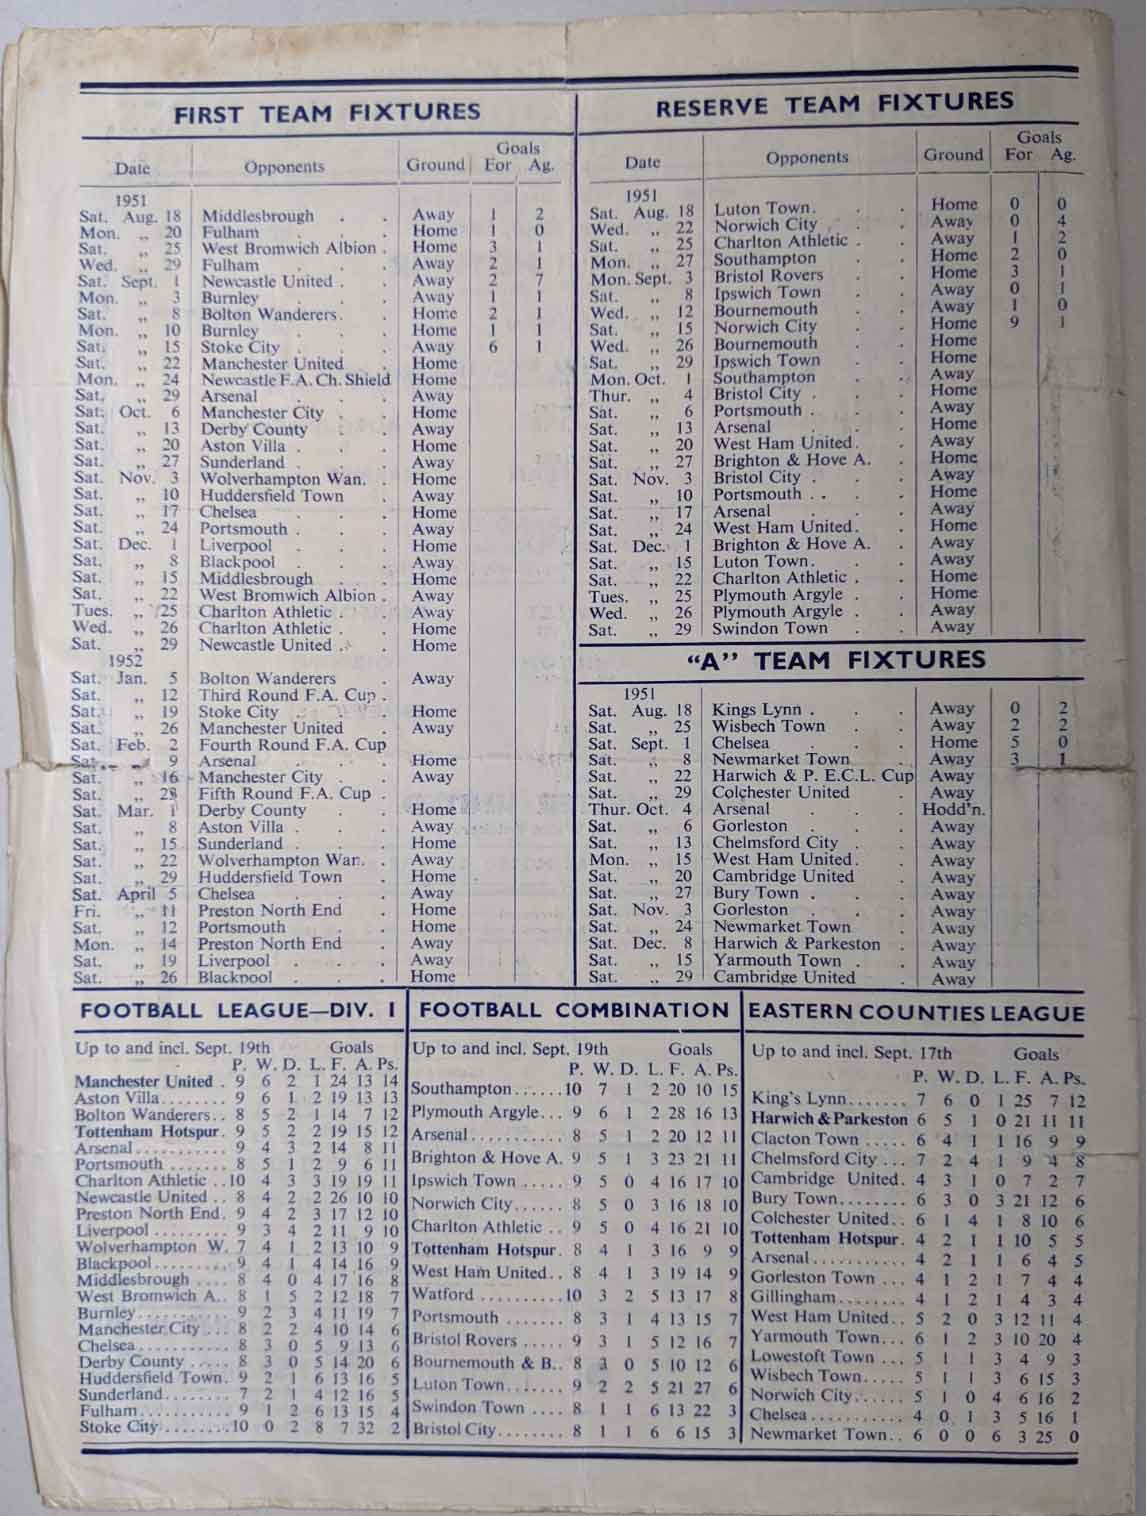 FIRST TEAM FIXTURES
Date Opponents Ground Goals For Ag.
1951
Sat. Aug. 18 Middlesbrough . . Away 1 2
Mon. „ 20 Fulham . . . Home 1 0
Sat. „ 25 West Bromwich Albion . Home 3 1
Wed. „ 29 Fulham . . . Away 2 1
Sat. Sept. 1 Newcastle United . . Away 2 7
Mon. „ 3 Burnley . . . Away 1 1
Sat. „ 8 Bolton Wanderers. . Home 2 1
Mon. „ 10 Burnley . . . Home 1 1
Sat. „ 15 Stoke City . . . Away 6 1
Sat. „ 22 Manchester United . Home
Mon. „ 24 Newcastle F.A. Ch. Shield Home
Sat. „ 29 Arsenal . . . Away
Sat. Oct. 6 Manchester City . . Home
Sat. „ 13 Derby County . . Away
Sat. „ 20 Aston Villa . . . Home
Sat. „ 27 Sunderland . . . Away
Sat. Nov. 3 Wolverhampton Wan. . Home
Sat. „ 10 Huddersfield Town . Away
Sat. „ 17 Chelsea . . . Home
Sat. „ 24 Portsmouth . . . Away
Sat. Dec. 1 Liverpool . . . Home
Sat. „ 8 Blackpool . . . Away
Sat. „ 15 Middlesbrough . . Home
Sat. „ 22 West Bromwich Albion . Away
Tues. „ 25 Charlton Athletic . . Away
Wed. „ 26 Charlton Athletic . . Home
Sat. „ 29 Newcastle United . . Home
1952
Sat. Jan. 5 Bolton Wanderers . Away
Sat. „ 12 Third Round F.A. Cup .
Sat. „ 19 Stoke City . . . Home
Sat. „ 26 Manchester United . Away
Sat. Feb. 2 Fourth Round F.A. Cup
Sat. „ 9 Arsenal . . . Home
Sat. „ 16 Manchester City . . Away
Sat. „ 23 Fifth Round F.A. Cup .
Sat. Mar. 1 Derby County . . Home
Sat. „ 8 Aston Villa . . . Away
Sat. „ 15 Sunderland . . . Home
Sat. „ 22 Wolverhampton Wan. . Away
Sat. „ 29 Huddersfield Town . Home
Sat. April 5 Chelsea . . . Away
Fri. „ 11 Preston North End . Home
Sat. „ 12 Portsmouth . . Home
Mon. „ 14 Preston North End . Away
Sat. „ 19 Liverpool . . . Away
Sat. „ 26 Blackpool . . . Home
RESERVE TEAM FIXTURES
Date Opponents Ground Goals For Ag.
1951
Sat. Aug. 18 Luton Town. . . Home 0 0
Wed. „ 22 Norwich City . . Away 0 4
Sat. „ 25 Charlton Athletic . . Away 1 2
Mon. „ 27 Southampton . . Home 2 0
Mon. Sept. 3 Bristol Rovers . . Home 3 1
Sat. „ 8 Ipswich Town . . Home 0 1
Wed. „ 12 Bournemouth . . Away 1 0
Sat. „ 15 Norwich City . . Home 9 1
Wed. „ 26 Bournemouth . . Home
Sat. „ 29 Ipswich Town . . Home
Mon. Oct. 1 Southampton . . Away
Thur. „ 4 Bristol City . . . Home
Sat. „ 6 Portsmouth . . . Away
Sat. „ 13 Arsenal . . . Home
Sat. „ 20 West Ham United. . Away
Sat. „ 27 Brighton & Hove A. . Home
Sat. Nov. 3 Bristol City . . . Away
Sat. „ 10 Portsmouth . . . Home
Sat. „ 17 Arsenal . . . Away
Sat. „ 24 West Ham United. . Home
Sat. Dec. 1 Brighton & Hove A. . Away
Sat. „ 15 Luton Town. . . Away
Sat. „ 22 Charlton Athletic . . Home
Tues. „ 25 Plymouth Argyle . . Home
Wed. „ 26 Plymouth Argyle . . Away
Sat. „ 29 Swindon Town . . Away
“A” TEAM FIXTURES
1951
Sat. Aug. 18 Kings Lynn . . . Away 0 2
Sat. „ 25 Wisbech Town . . Away 2 2
Sat. Sept. 1 Chelsea . . . Home 5 0
Sat. „ 8 Newmarket Town . Away 3 1
Sat. „ 22 Harwich & P. E.C.L. Cup Away
Sat. „ 29 Colchester United . Away
Thur. Oct. 4 Arsenal . . . Hodd’n.
Sat. „ 6 Gorleston . . . Away
Sat. „ 13 Chelmsford City . . Away
Mon. „ 15 West Ham United. . Away
Sat. „ 20 Cambridge United . Away
Sat. „ 27 Bury Town . . . Away
Sat. Nov. 3 Gorleston . . . Away
Sat. „ 24 Newmarket Town . Away
Sat. Dec. 8 Harwich & Parkeston . Away
Sat. „ 15 Yarmouth Town . . Away
Sat. „ 29 Cambridge United . Away
FOOTBALL LEAGUE—DIV. I
Up to and incl. Sept. 19th Goals
P. W. D. L. F. A. Ps.
Manchester United . 9 6 2 1 24 13 14
Aston Villa........ 9 6 1 2 19 13 13
Bolton Wanderers.. 8 5 2 1 14 7 12
Tottenham Hotspur. 9 5 2 2 19 15 12
Arsenal........... 9 4 3 2 14 8 11
Portsmouth ....... 8 5 1 2 9 6 11
Charlton Athletic .. 10 4 3 3 19 19 11
Newcastle United .. 8 4 2 2 26 10 10
Preston North End. 9 4 2 3 17 12 10
Liverpool ......... 9 3 4 2 11 9 10
Wolverhampton W. 7 4 1 2 13 10 9
Blackpool......... 9 4 1 4 14 16 9
Middlesbrough .... 8 4 0 4 17 16 8
West Bromwich A.. 8 1 5 2 12 18 7
Burnley........... 9 2 3 4 11 19 7
Manchester City ... 8 2 2 4 10 14 6
Chelsea........... 8 3 0 5 9 13 6
Derby County ..... 8 3 0 5 14 20 6
Huddersfield Town. 9 2 1 6 13 16 5
Sunderland........ 7 2 1 4 12 16 5
Fulham........... 9 1 2 6 13 15 4
Stoke City........ 10 0 2 8 7 32 2
FOOTBALL COMBINATION
Up to and incl. Sept. 19th Goals
P. W. D. L. F. A. Ps.
Southampton...... 10 7 1 2 20 10 15
Plymouth Argyle... 9 6 1 2 28 16 13
Arsenal........... 8 5 1 2 20 12 11
Brighton & Hove A. 9 5 1 3 23 21 11
Ipswich Town ..... 9 5 0 4 16 17 10
Norwich City...... 8 5 0 3 16 18 10
Charlton Athletic .. 9 5 0 4 16 21 10
Tottenham Hotspur. 8 4 1 3 16 9 9
West Ham United.. 8 4 1 3 19 14 9
Watford .......... 10 3 2 5 13 17 8
Portsmouth ....... 8 3 1 4 13 15 7
Bristol Rovers ..... 9 3 1 5 12 16 7
Bournemouth & B.. 8 3 0 5 10 12 6
Luton Town....... 9 2 2 5 21 27 6
Swindon Town .... 8 1 1 6 13 22 3
Bristol City........ 8 1 1 6 6 15 3
EASTERN COUNTIES LEAGUE
Up to and incl. Sept. 17th Goals
P. W. D. L. F. A. Ps.
King's Lynn....... 7 6 0 1 25 7 12
Harwich & Parkeston 6 5 1 0 21 11 11
Clacton Town ..... 6 4 1 1 16 9 9
Chelmsford City ... 7 2 4 1 9 4 8
Cambridge United. 4 3 1 0 7 2 7
Bury Town........ 6 3 0 3 21 12 6
Colchester United.. 6 1 4 1 8 10 6
Tottenham Hotspur. 4 2 1 1 10 5 5
Arsenal........... 4 2 1 1 6 4 5
Gorleston Town ... 4 1 2 1 7 4 4
Gillingham........ 4 1 2 1 4 3 4
West Ham United.. 5 2 0 3 12 11 4
Yarmouth Town... 6 1 2 3 10 20 4
Lowestoft Town ... 5 1 1 3 4 9 3
Wisbech Town..... 5 1 1 3 6 15 3
Norwich City...... 5 1 0 4 6 16 2
Chelsea........... 4 0 1 3 5 16 1
Newmarket Town.. 6 0 0 6 3 25 0